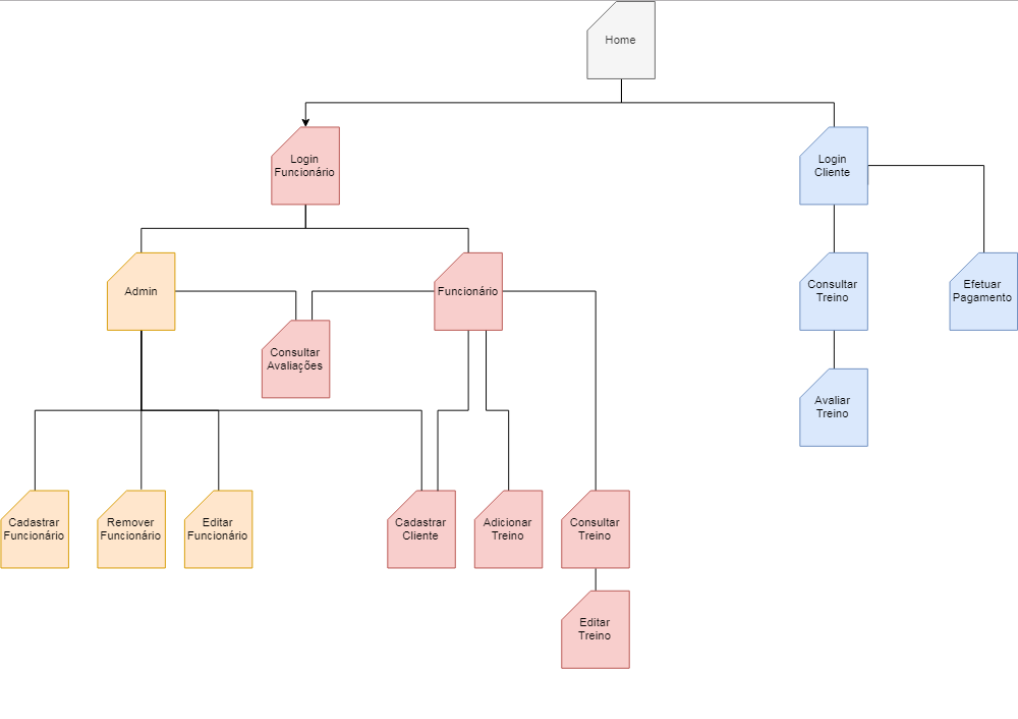 Home
Login
Funcionário
Login
Cliente
Admin
Funcionário
Consultar
Treino
Efetuar
Pagamento
Consultar
Avaliações
Avaliar
Treino
Cadastrar
Funcionário
Remover
Funcionário
Editar
Funcionário
Cadastrar
Cliente
Adicionar
Treino
Consultar
Treino
Editar
Treino